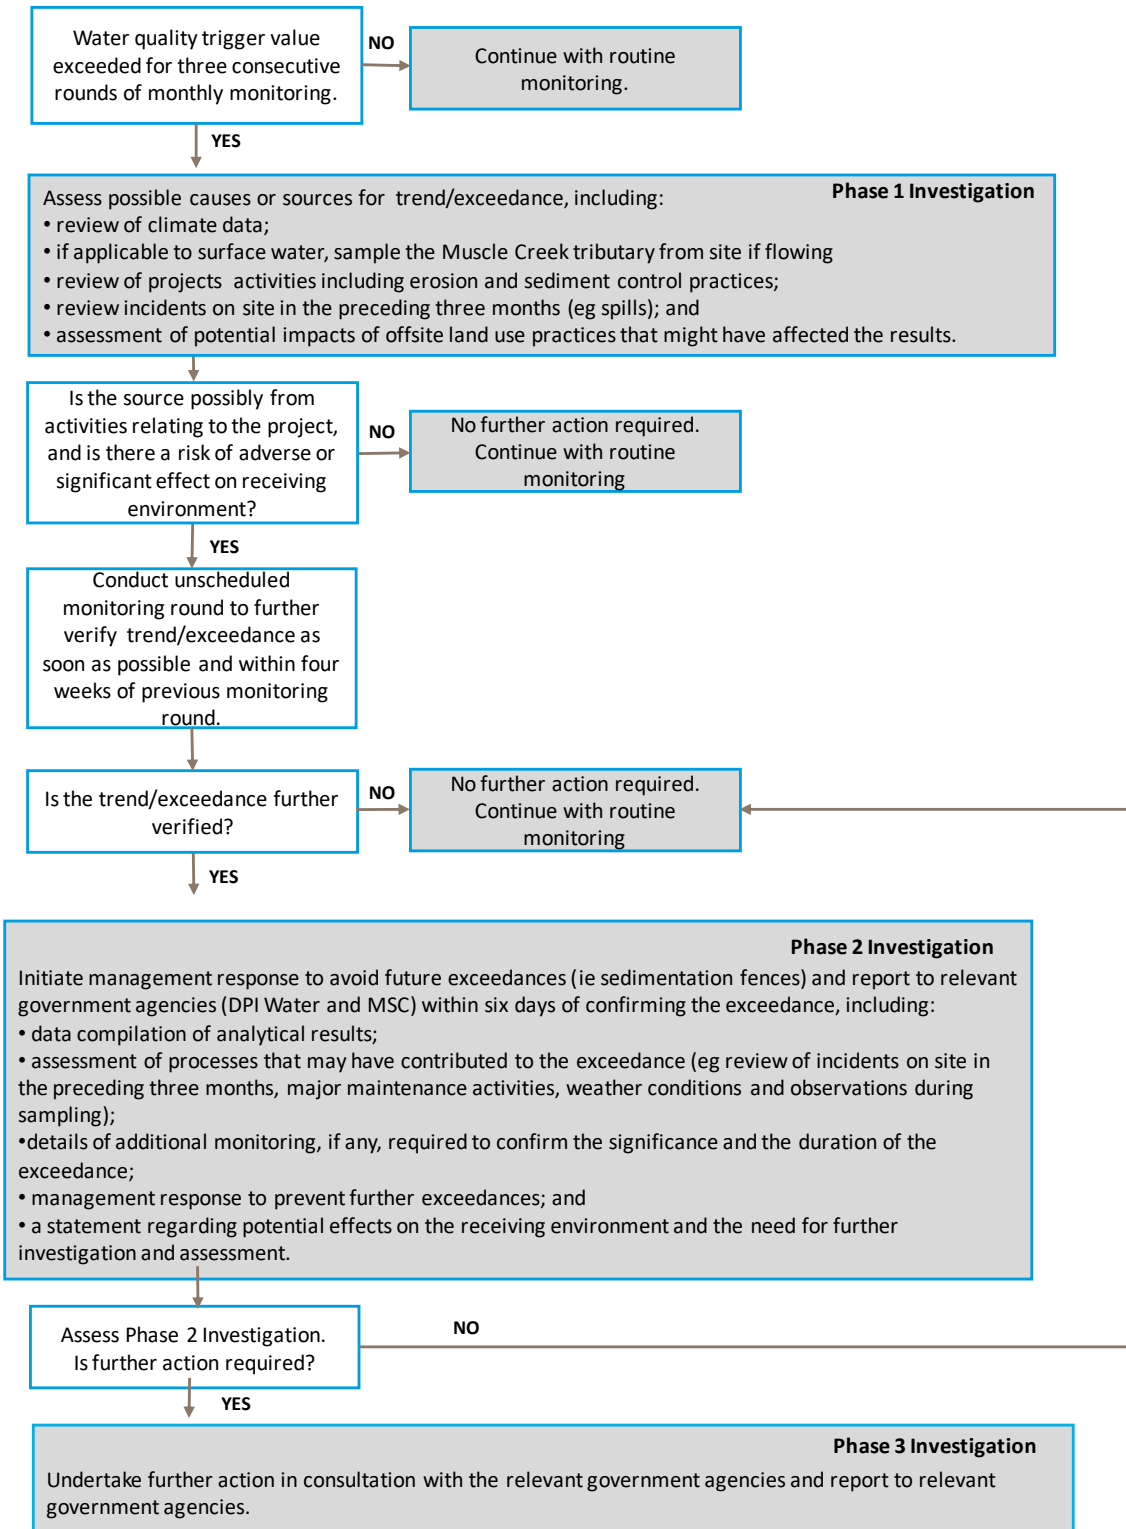 Water quality trigger value
exceeded for three consecutive
rounds of monthly monitoring.
NO
Continue with routine
monitoring.
YES
Phase 1 Investigation
Assess possible causes or sources for trend/exceedance, including:
• review of climate data;
• if applicable to surface water, sample the Muscle Creek tributary from site if flowing
• review of projects activities including erosion and sediment control practices;
• review incidents on site in the preceding three months (eg spills); and
• assessment of potential impacts of offsite land use practices that might have affected the results.
Is the source possibly from
activities relating to the project,
and is there a risk of adverse or
significant effect on receiving
environment?
NO
No further action required.
Continue with routine
monitoring
YES
Conduct unscheduled
monitoring round to further
verify trend/exceedance as
soon as possible and within four
weeks of previous monitoring
round.
Is the trend/exceedance further
verified?
NO
No further action required.
Continue with routine
monitoring
YES
Phase 2 Investigation
Initiate management response to avoid future exceedances (ie sedimentation fences) and report to relevant
government agencies (DPI Water and MSC) within six days of confirming the exceedance, including:
• data compilation of analytical results;
• assessment of processes that may have contributed to the exceedance (eg review of incidents on site in
the preceding three months, major maintenance activities, weather conditions and observations during
sampling);
•details of additional monitoring, if any, required to confirm the significance and the duration of the
exceedance;
• management response to prevent further exceedances; and
• a statement regarding potential effects on the receiving environment and the need for further
investigation and assessment.
Assess Phase 2 Investigation.
Is further action required?
NO
YES
Phase 3 Investigation
Undertake further action in consultation with the relevant government agencies and report to relevant
government agencies.